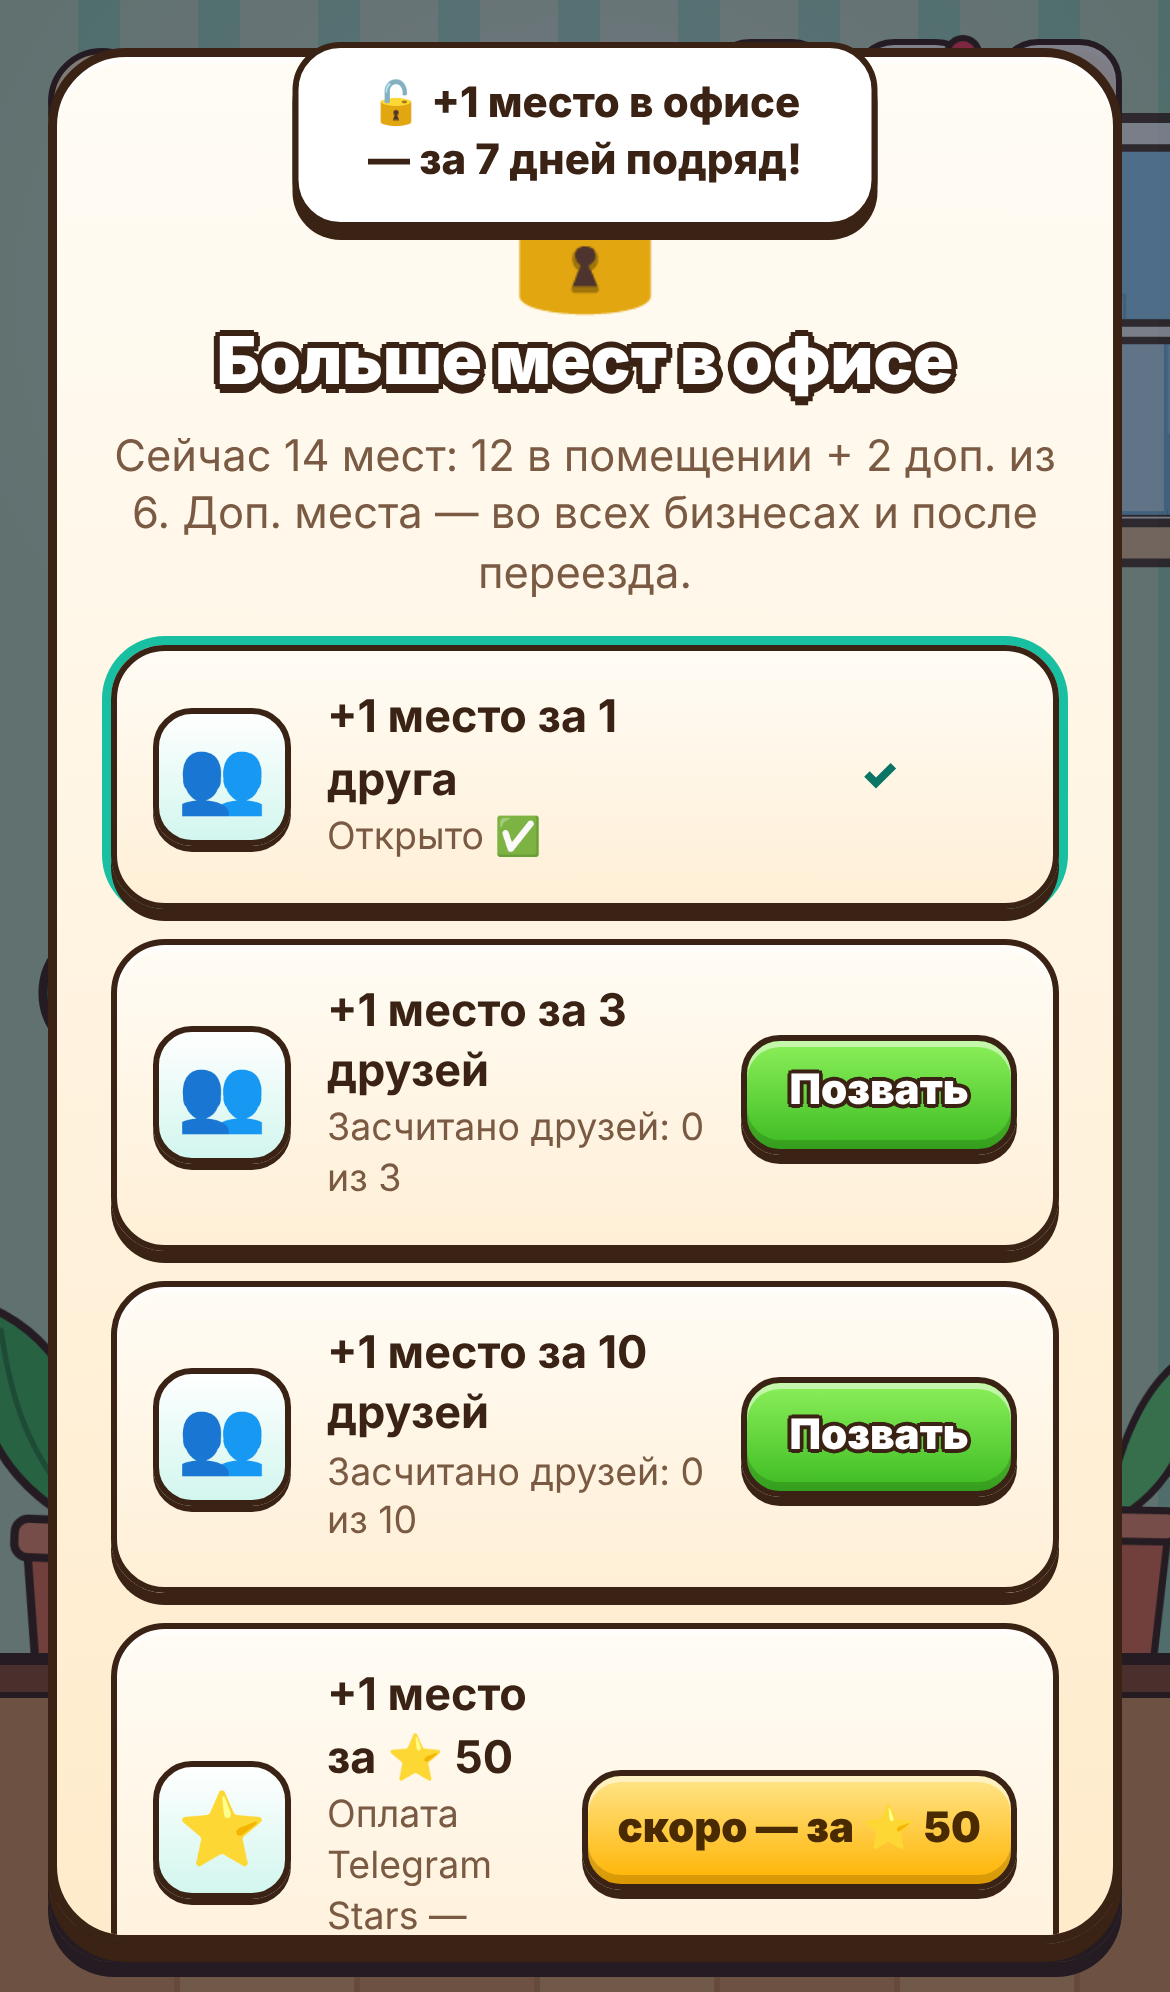 🔓 +1 место в офисе
— за 7 дней подряд!
Больше мест в офисе
Сейчас 14 мест: 12 в помещении + 2 доп. из
6. Доп. места — во всех бизнесах и после
переезда.
+1 место за 1
друга
Открыто ✅
✓
+1 место за 3
друзей
Засчитано друзей: 0
из 3
Позвать
+1 место за 10
друзей
Засчитано друзей: 0
из 10
Позвать
+1 место
за ⭐ 50
Оплата
Telegram
Stars —
скоро — за ⭐ 50